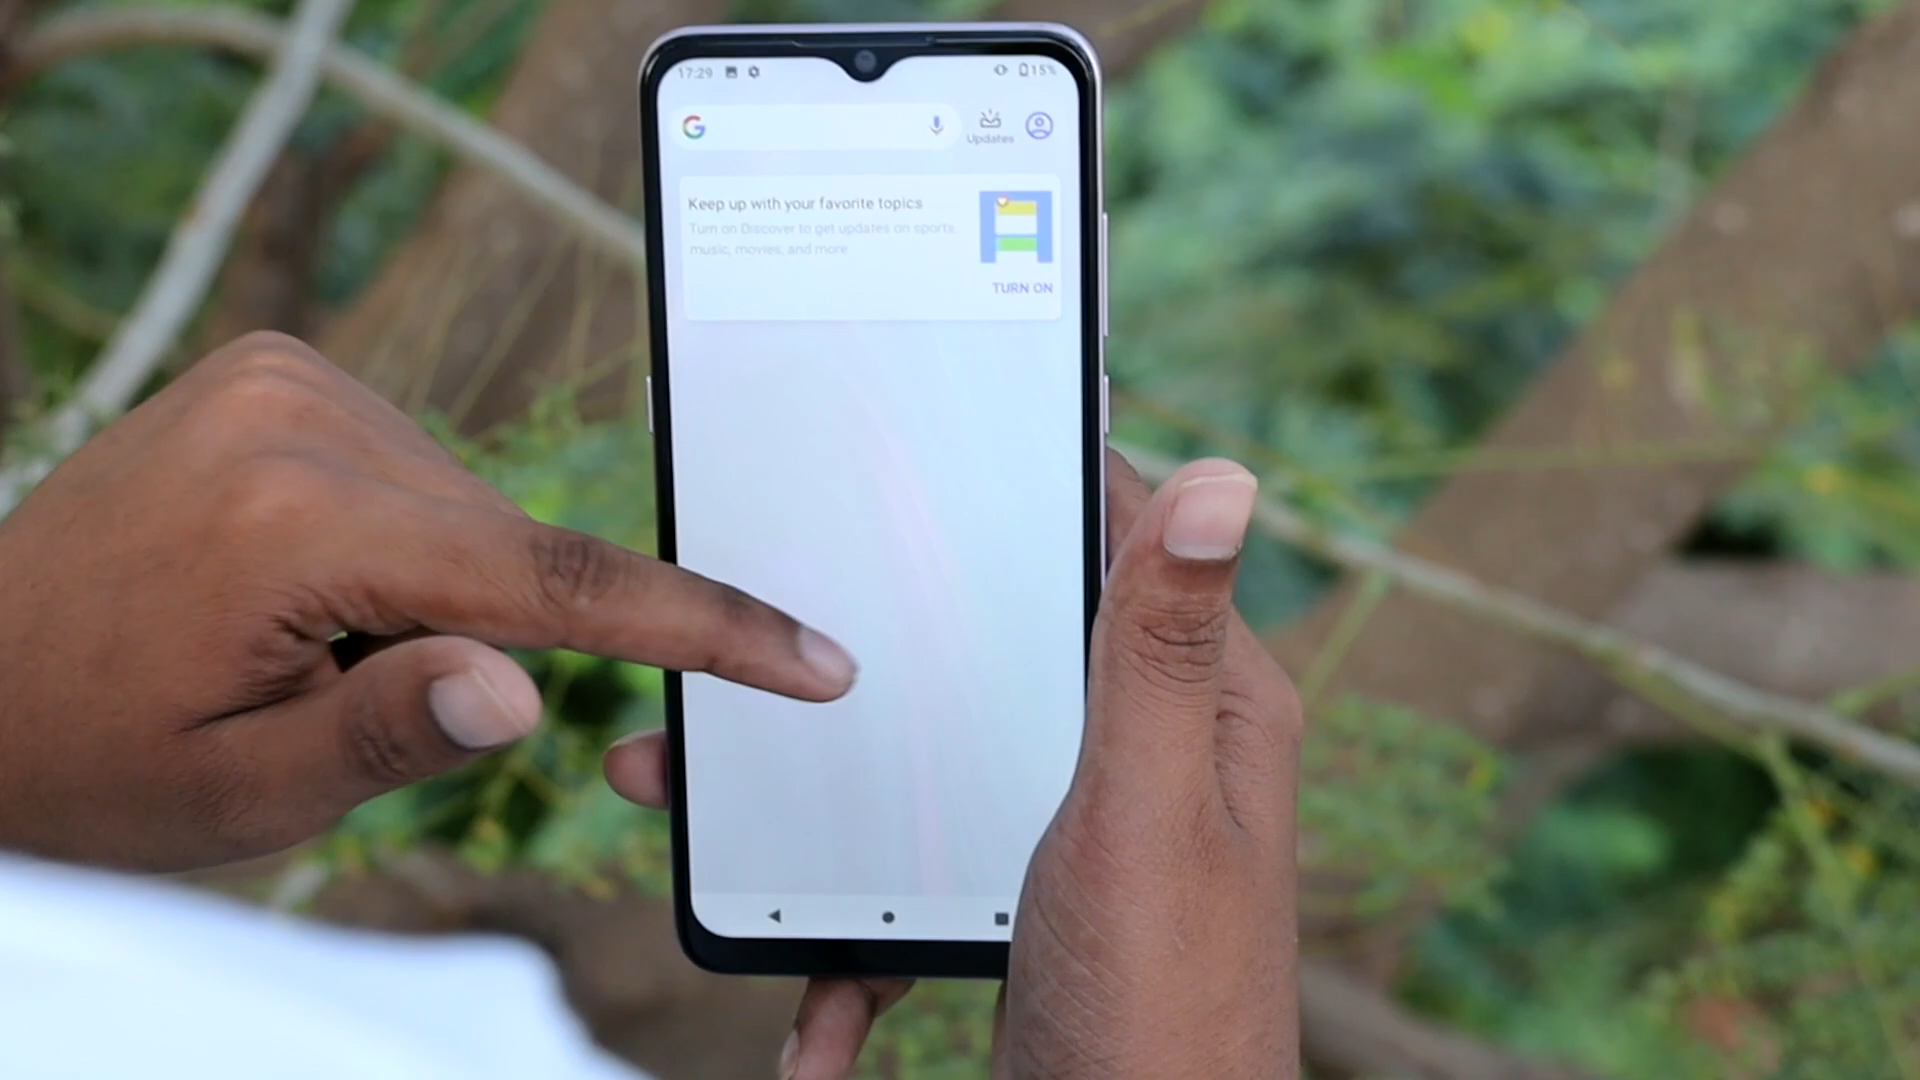 17:29
15%
G
Updates
Keep up with your favorite topics
Turn on Discover to get updates on sports,
music, movies, and more
TURN ON